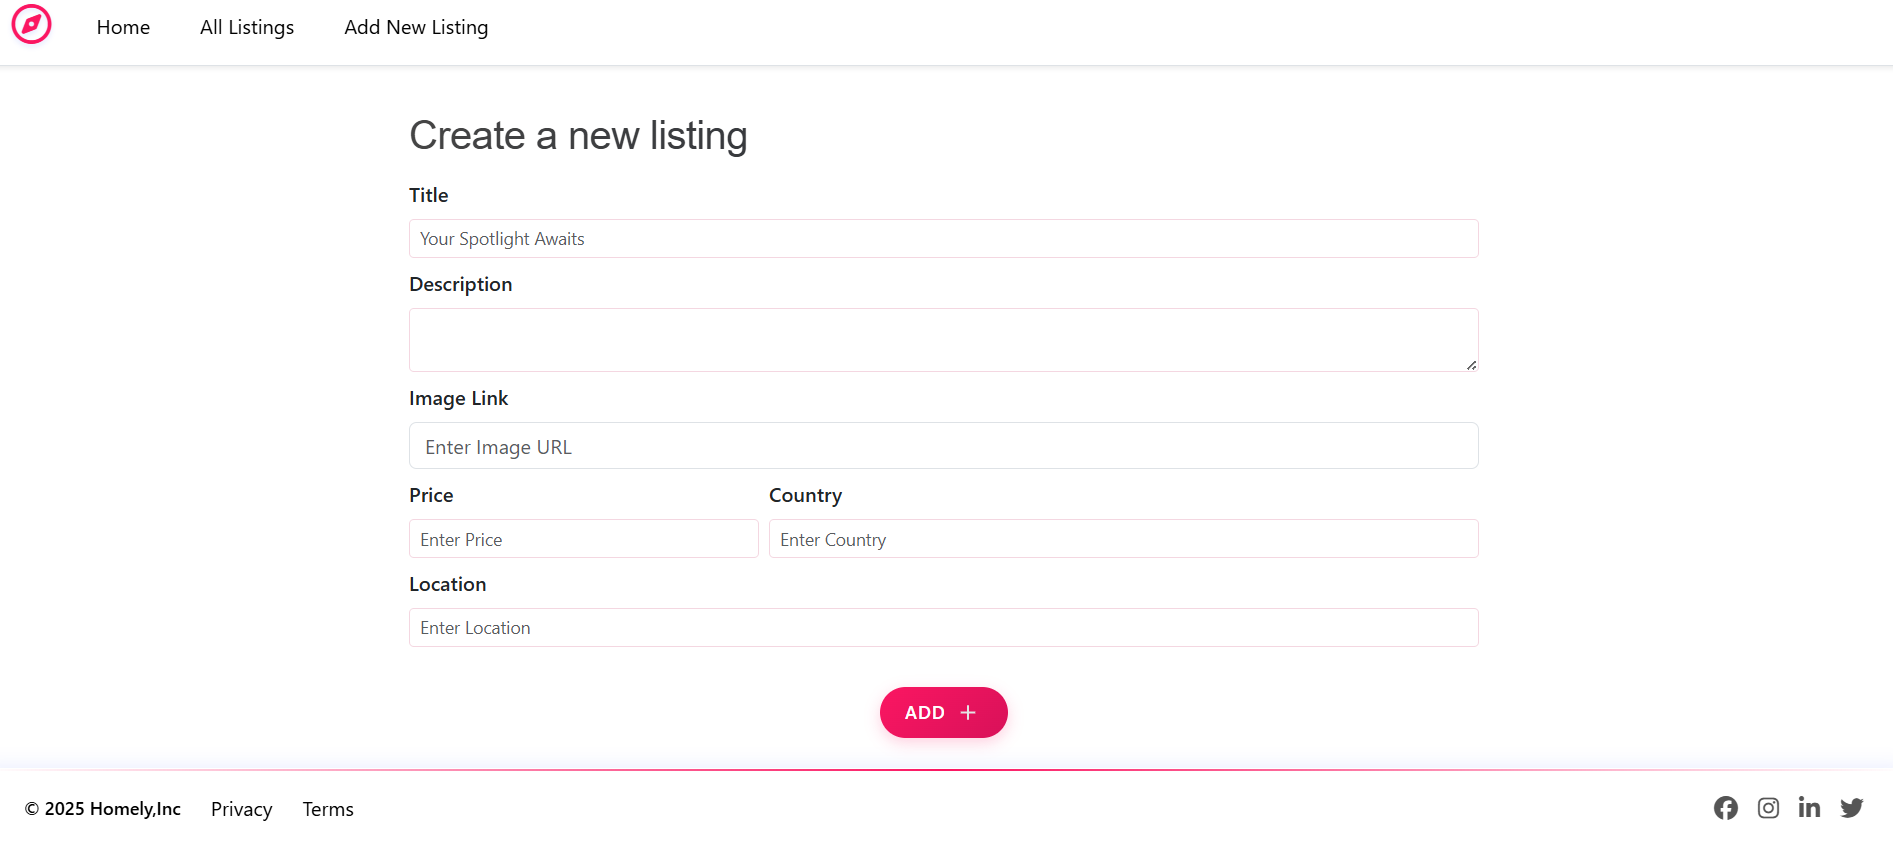 Home All Listings Add New Listing
Create a new listing
Title
Your Spotlight Awaits
Description
Image Link
Enter Image URL
Price Country
Enter Price Enter Country
Location
Enter Location
ADD +
© 2025 Homely,Inc Privacy Terms